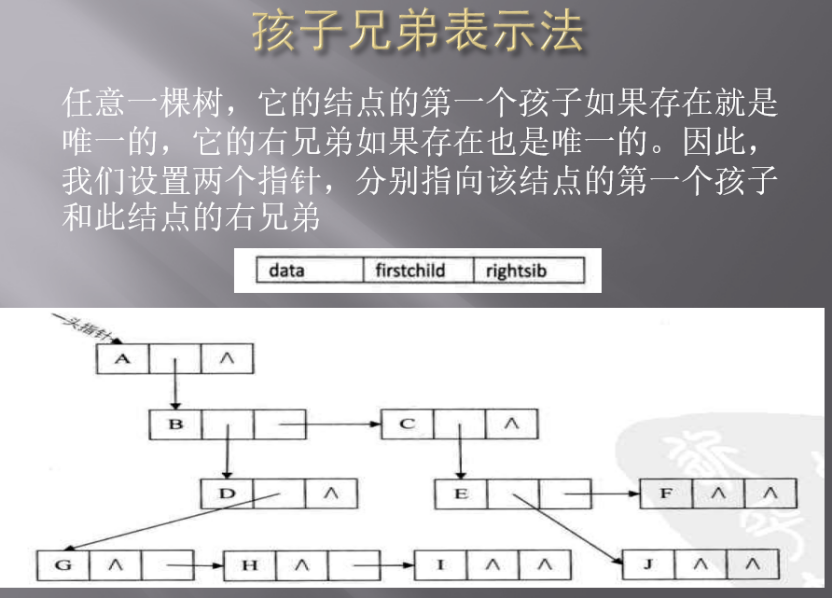 孩子兄弟表示法
任意一棵树，它的结点的第一个孩子如果存在就是
唯一的，它的右兄弟如果存在也是唯一的。因此，
我们设置两个指针，分别指向该结点的第一个孩子
和此结点的右兄弟
data firstchild rightsib
头指针
A ∧
B C ∧
D ∧ E F ∧ ∧
G ∧ H ∧ I ∧ ∧ J ∧ ∧